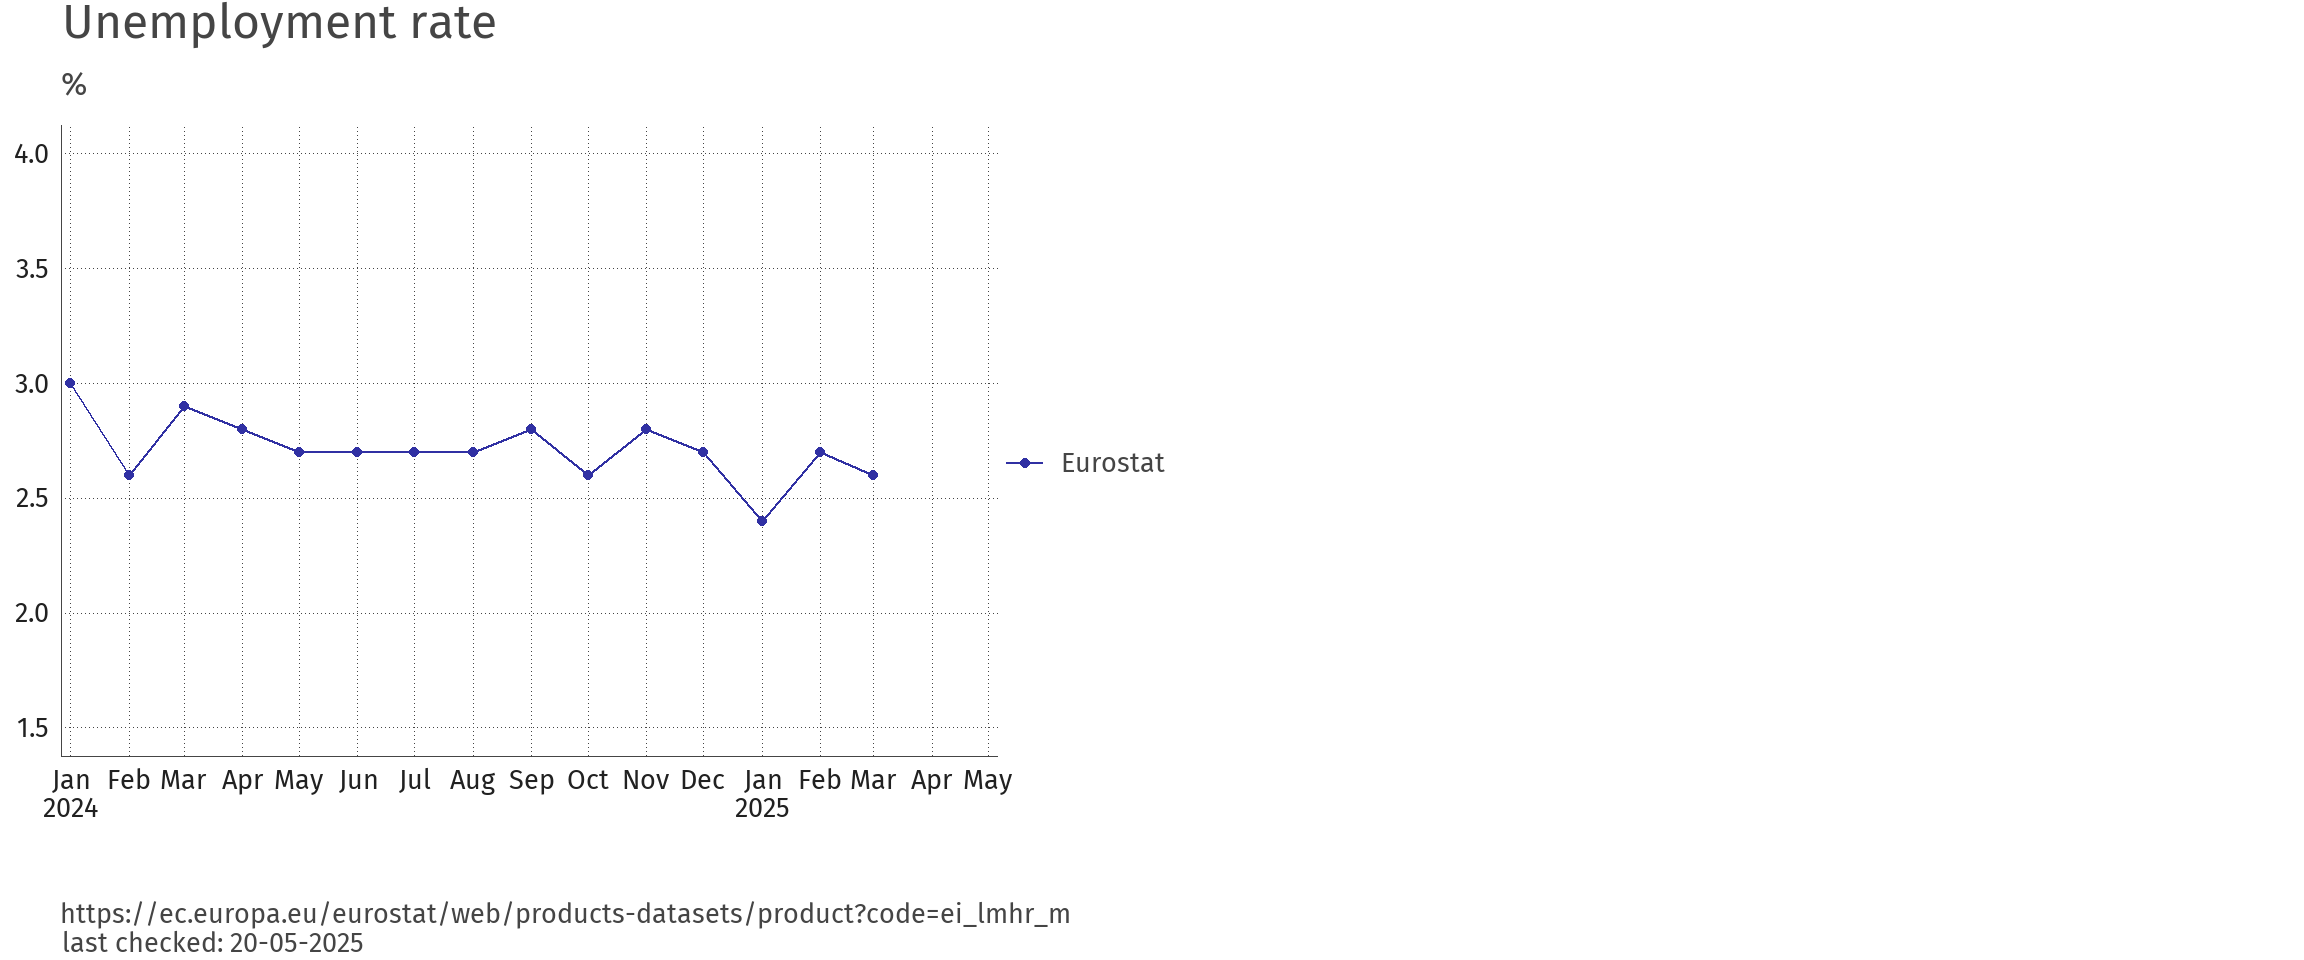 Unemployment rate
%
4.0
3.5
3.0
2.5
2.0
1.5
Jan Feb Mar Apr May Jun Jul Aug Sep Oct Nov Dec Jan Feb Mar Apr May
2024 2025
Eurostat
https://ec.europa.eu/eurostat/web/products-datasets/product?code=ei_lmhr_m
last checked: 20-05-2025